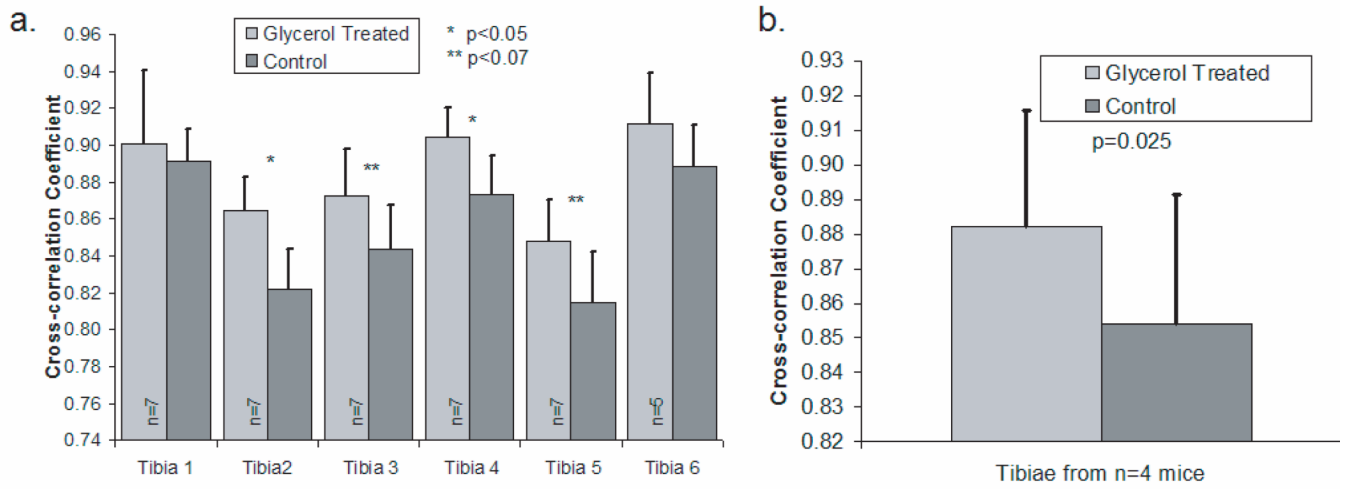 a.
Glycerol Treated
Control
* p<0.05
** p<0.07
Cross-correlation Coefficient
0.96
0.94
0.92
0.90
0.88
0.86
0.84
0.82
0.80
0.78
0.76
0.74
*
**
*
**
n=7
n=7
n=7
n=7
n=7
n=5
Tibia 1
Tibia2
Tibia 3
Tibia 4
Tibia 5
Tibia 6
b.
Glycerol Treated
Control
p=0.025
Cross-correlation Coefficient
0.93
0.92
0.91
0.90
0.89
0.88
0.87
0.86
0.85
0.84
0.83
0.82
Tibiae from n=4 mice